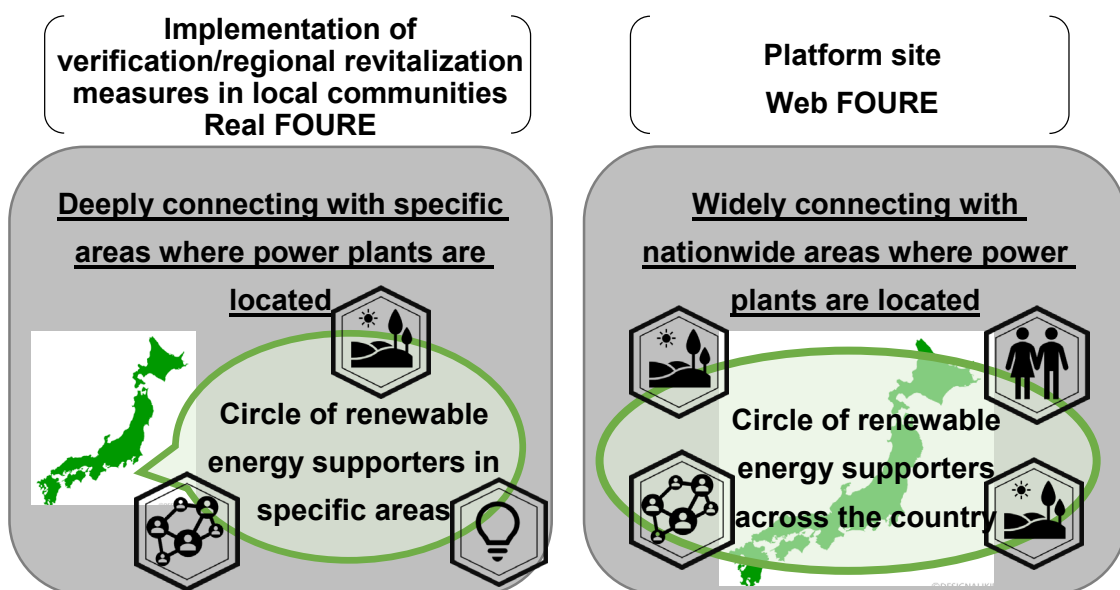 Implementation of
verification/regional revitalization
measures in local communities
Real FOURE
Platform site
Web FOURE
Deeply connecting with specific
areas where power plants are
located
Circle of renewable
energy supporters in
specific areas
Widely connecting with
nationwide areas where power
plants are located
Circle of renewable
energy supporters
across the country